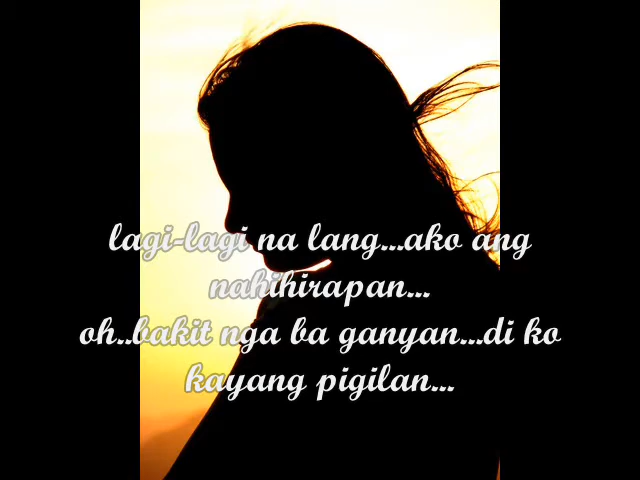 lagi-lagi na lang...ako ang
nahihirapan...
oh..bakit nga ba ganyan...di ko
kayang pigilan...